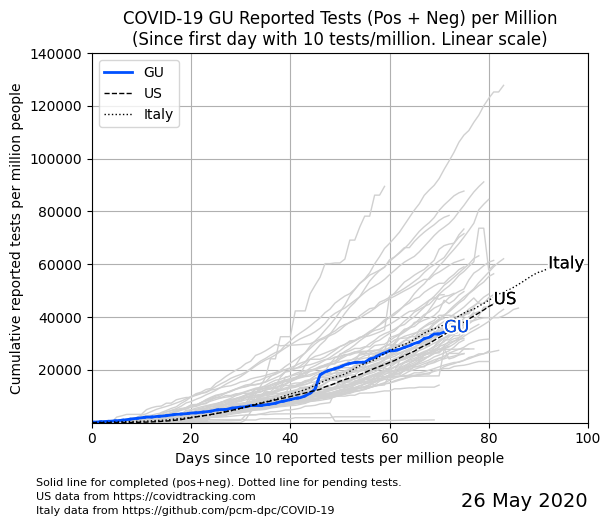 COVID-19 GU Reported Tests (Pos + Neg) per Million
(Since first day with 10 tests/million. Linear scale)
140000
120000
100000
80000
60000
40000
20000
Cumulative reported tests per million people
GU
US
Italy
Italy
US
GU
0
20
40
60
80
100
Days since 10 reported tests per million people
Solid line for completed (pos+neg). Dotted line for pending tests.
US data from https://covidtracking.com
Italy data from https://github.com/pcm-dpc/COVID-19
26 May 2020